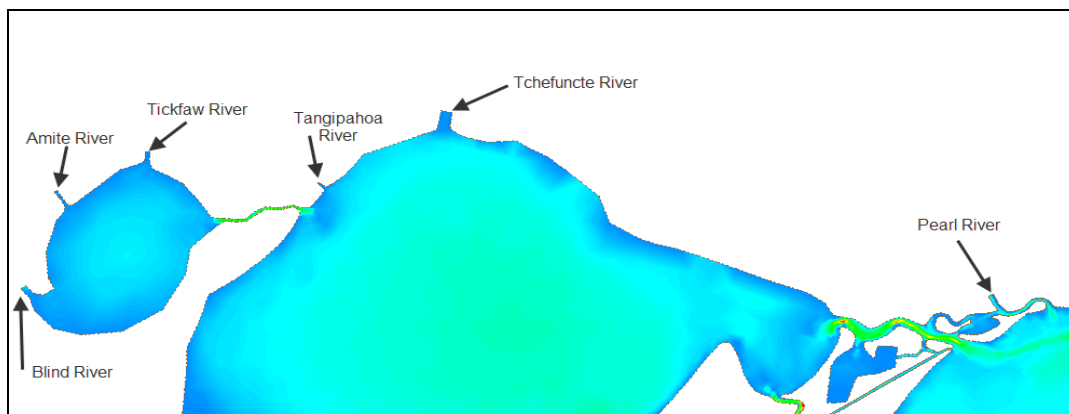 Tchefuncte River
Tickfaw River
Tangipahoa
River
Amite River
Pearl River
Blind River